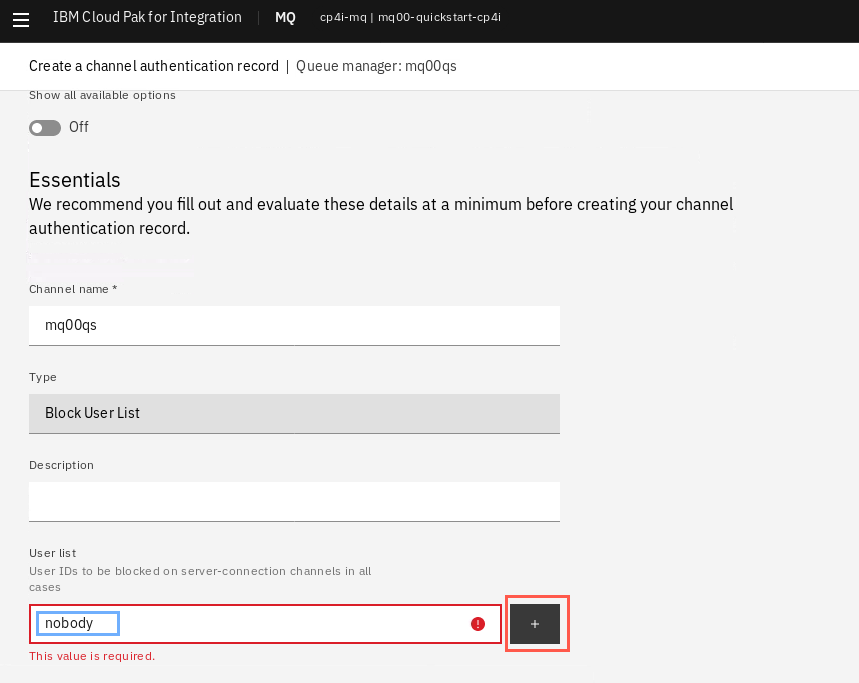 IBM Cloud Pak for Integration | MQ cp4i-mq | mq00-quickstart-cp4i
Create a channel authentication record | Queue manager: mq00qs
Show all available options
Off
Essentials
We recommend you fill out and evaluate these details at a minimum before creating your channel
authentication record.
Channel name *
mq00qs
Type
Block User List
Description
User list
User IDs to be blocked on server-connection channels in all
cases
nobody
+
This value is required.